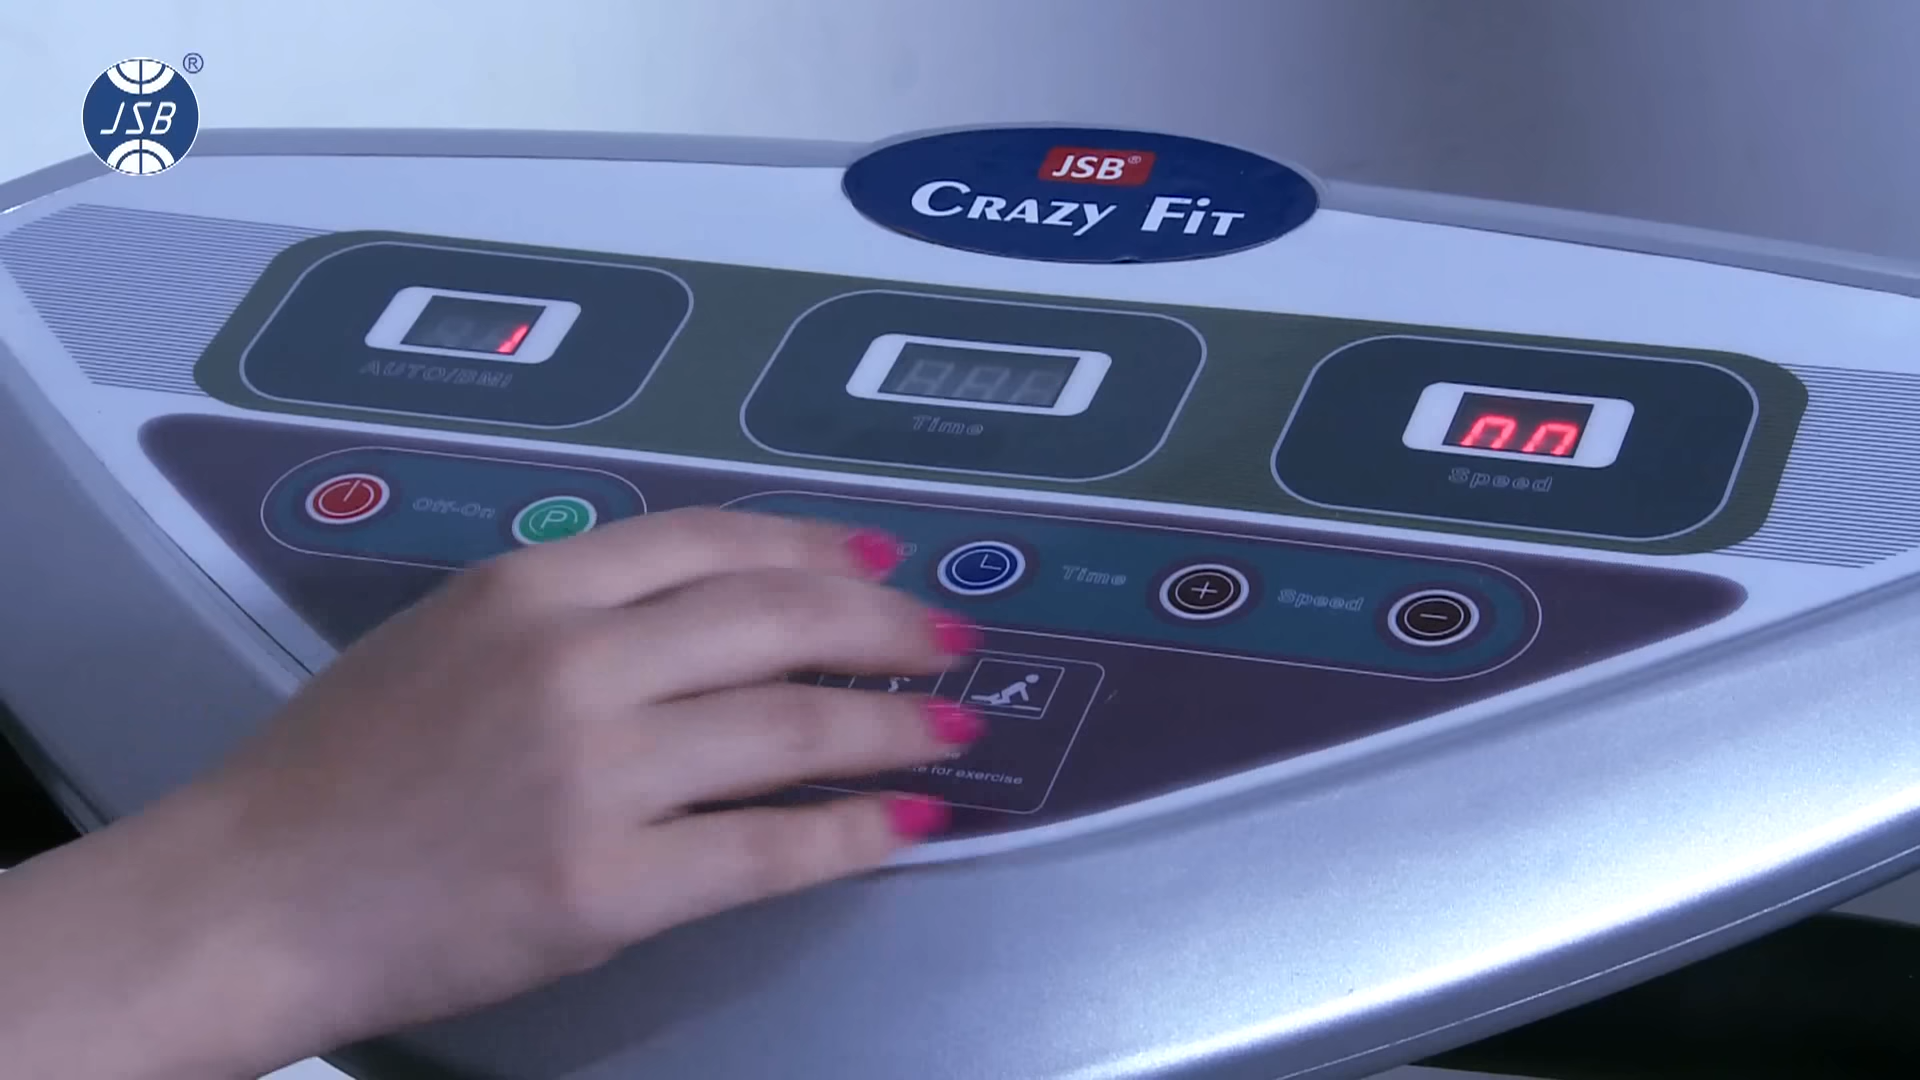 JSB®
JSB®
CRAZY FIT
1
AUTO/BMI
Time
Speed
Off-On
P
Time
+
Speed
-
for exercise